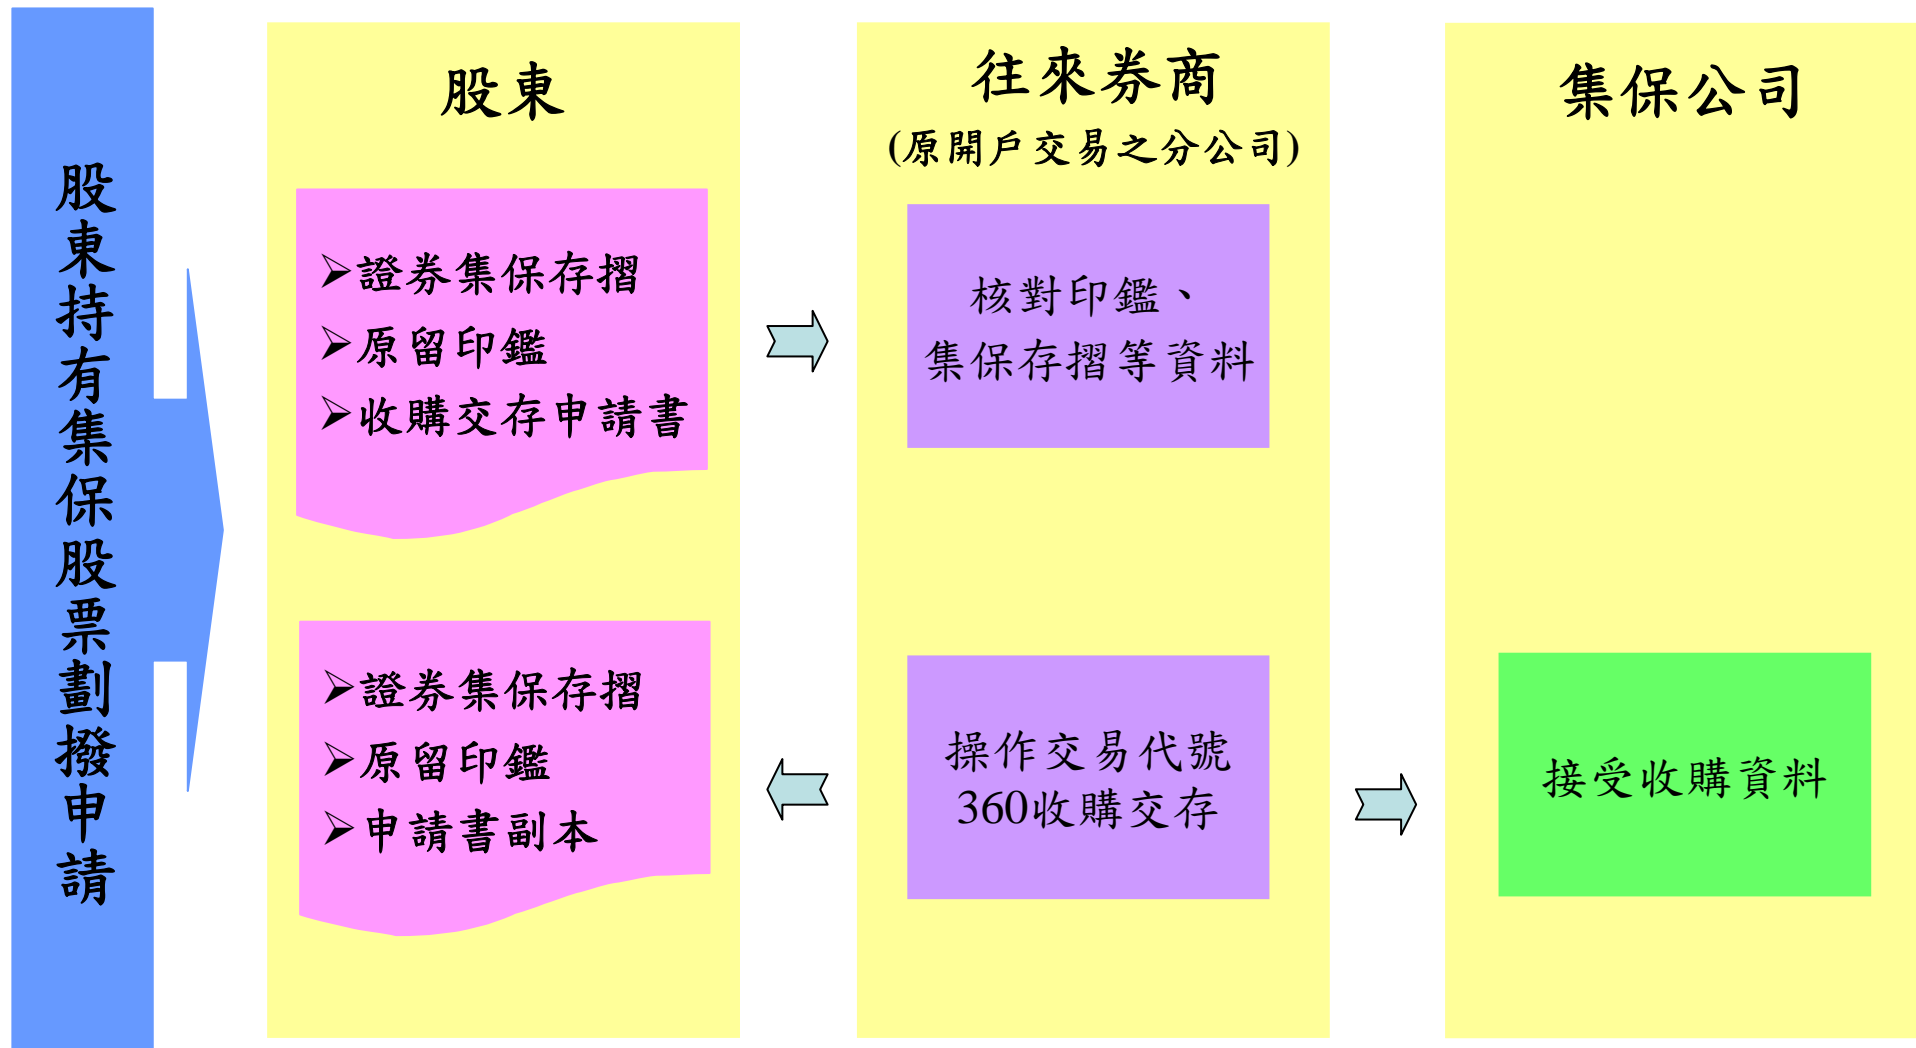 股東持有集保股票劃撥申請
股東
➢證券集保存摺
➢原留印鑑
➢收購交存申請書
➢證券集保存摺
➢原留印鑑
➢申請書副本
往來券商
(原開戶交易之分公司)
核對印鑑、
集保存摺等資料
操作交易代號
360收購交存
集保公司
接受收購資料